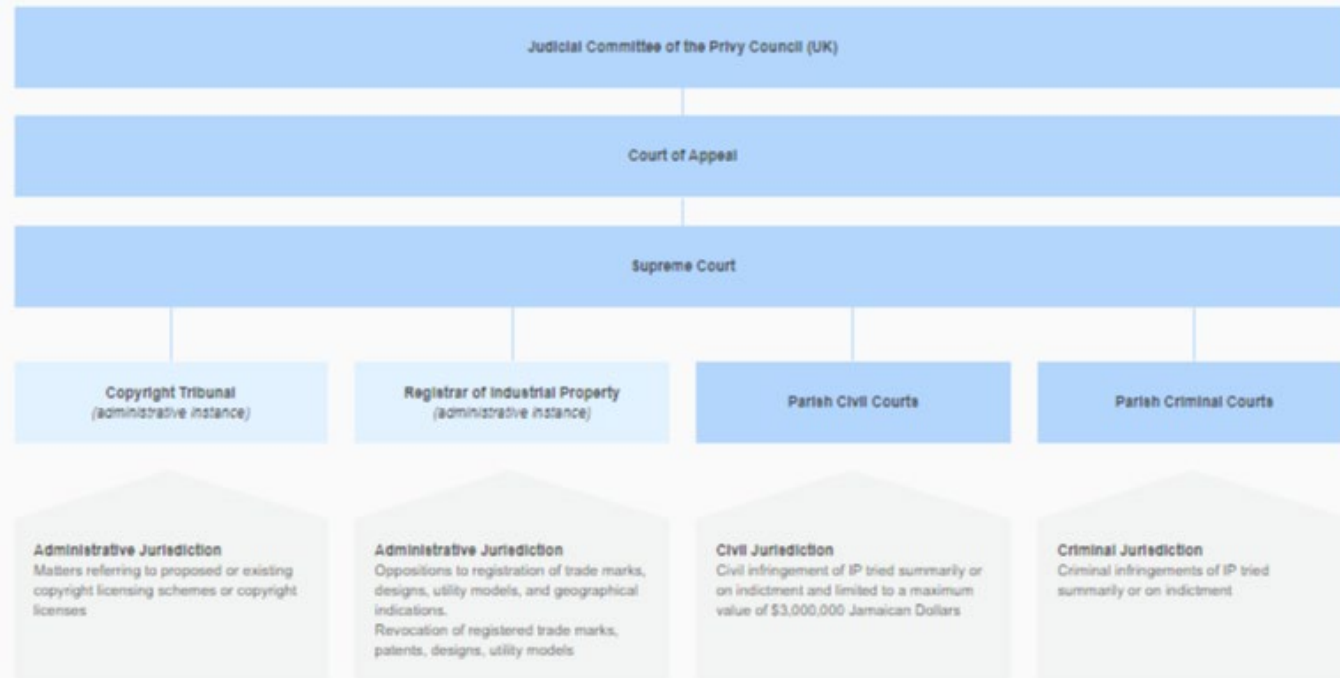 Judicial Committee of the Privy Council (UK)
Court of Appeal
Supreme Court
Copyright Tribunal
(administrative instance)
Registrar of Industrial Property
(administrative instance)
Parish Civil Courts
Parish Criminal Courts
Administrative Jurisdiction
Matters referring to proposed or existing
copyright licensing schemes or copyright
licenses
Administrative Jurisdiction
Oppositions to registration of trade marks,
designs, utility models, and geographical
indications.
Revocation of registered trade marks,
patents, designs, utility models
Civil Jurisdiction
Civil infringement of IP tried summarily or
on indictment and limited to a maximum
value of $3,000,000 Jamaican Dollars
Criminal Jurisdiction
Criminal infringements of IP tried
summarily or on indictment